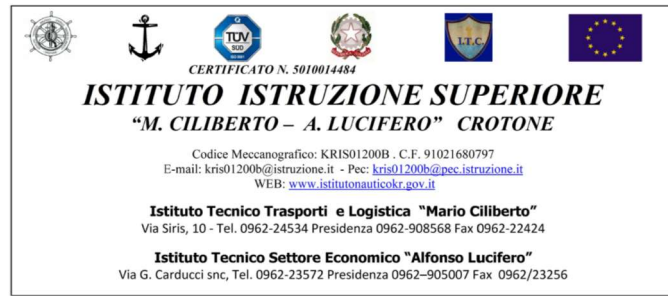 TÜV
SUD
I.T.C.
CERTIFICATO N. 5010014484
ISTITUTO ISTRUZIONE SUPERIORE
“M. CILIBERTO – A. LUCIFERO” CROTONE
Codice Meccanografico: KRIS01200B . C.F. 91021680797
E-mail: kris01200b@istruzione.it - Pec: kris01200b@pec.istruzione.it
WEB: www.istitutonauticokr.gov.it
Istituto Tecnico Trasporti e Logistica “Mario Ciliberto”
Via Siris, 10 - Tel. 0962-24534 Presidenza 0962-908568 Fax 0962-22424
Istituto Tecnico Settore Economico “Alfonso Lucifero”
Via G. Carducci snc, Tel. 0962-23572 Presidenza 0962–905007 Fax 0962/23256